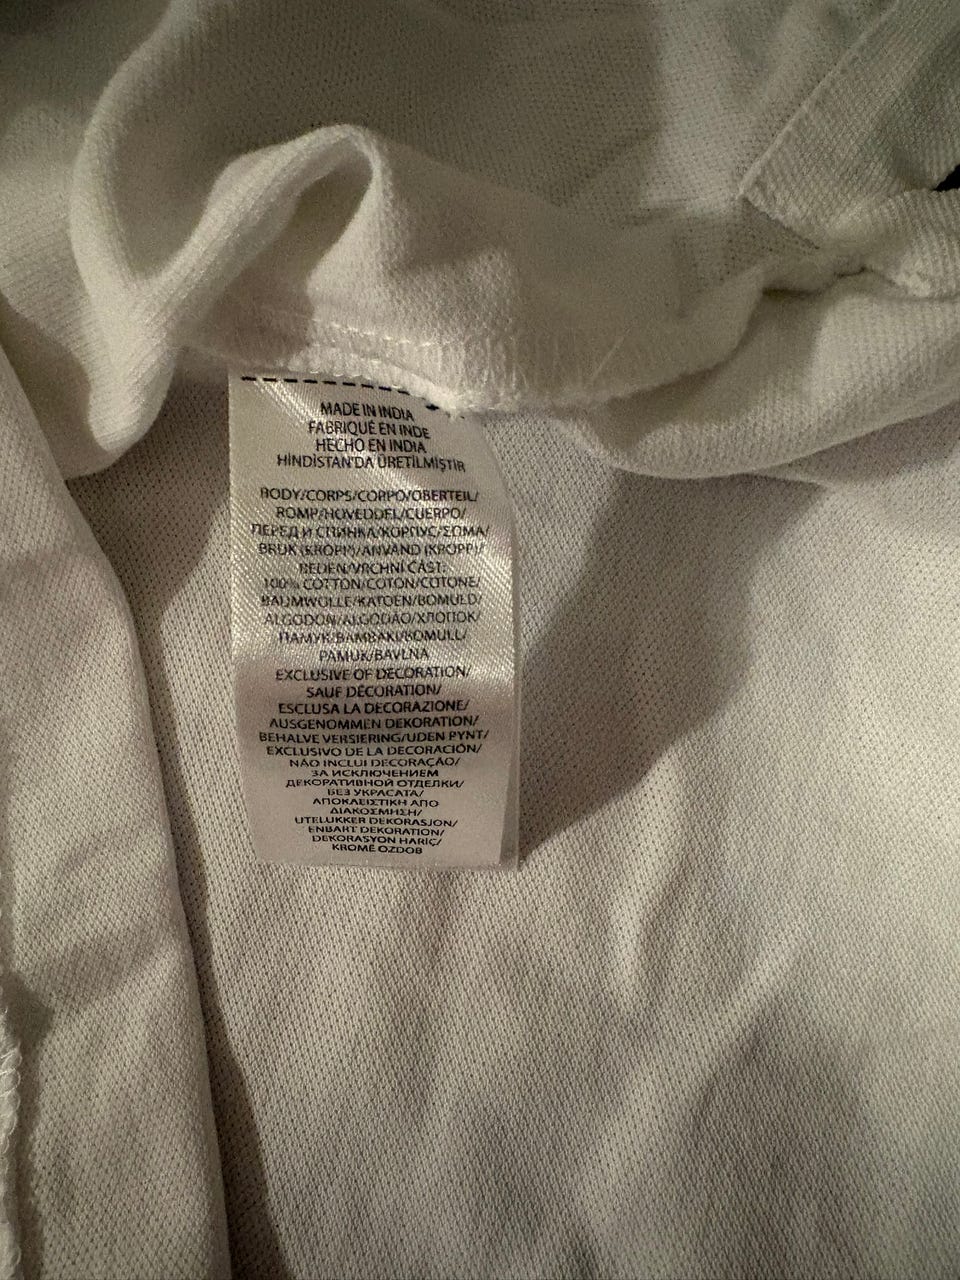 MADE IN INDIA
FABRIQUÉ EN INDE
HECHO EN INDIA
HİNDİSTAN'DA ÜRETİLMİŞTİR
BODY/CORPS/CORPO/OBERTEIL/
ROMP/HOVEDDEL/CUERPO/
ПЕРЕД И СПИНКА/КОРПУС/ΣΩΜΑ/
BRUK (KROPP)/ANVÄND (KROPP)/
BEDEN/VRCHNÍ ČÁST:
100% COTTON/COTON/COTONE/
BAUMWOLLE/KATOEN/BOMULD/
ALGODÓN/ALGODÃO/ХЛОПОК/
ПАМУК/ΒΑΜΒΑΚΙ/BOMULL/
PAMUK/BAVLNA
EXCLUSIVE OF DECORATION/
SAUF DÉCORATION/
ESCLUSA LA DECORAZIONE/
AUSGENOMMEN DEKORATION/
BEHALVE VERSIERING/UDEN PYNT/
EXCLUSIVO DE LA DECORACIÓN/
NÃO INCLUI DECORAÇÃO/
ЗА ИСКЛЮЧЕНИЕМ
ДЕКОРАТИВНОЙ ОТДЕЛКИ/
БЕЗ УКРАСАТА/
ΑΠΟΚΛΕΙΣΤΙΚΗ ΑΠΟ
ΔΙΑΚΟΣΜΗΣΗ/
UTELUKKER DEKORASJON/
ENBART DEKORATION/
DEKORASYON HARİÇ/
KROMĚ OZDOB